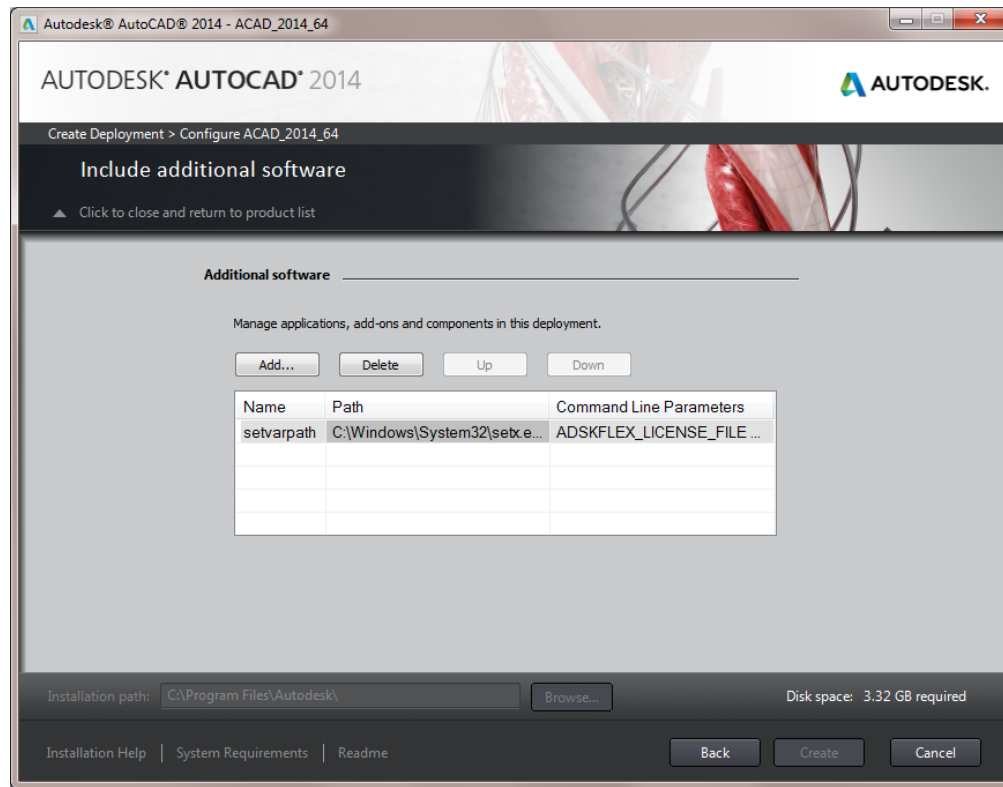 Autodesk® AutoCAD® 2014 - ACAD_2014_64
AUTODESK® AUTOCAD® 2014
AUTODESK.
Create Deployment > Configure ACAD_2014_64
Include additional software
Click to close and return to product list
Additional software
Manage applications, add-ons and components in this deployment.
Add... Delete Up Down
Name Path Command Line Parameters
setvarpath C:\Windows\System32\setx.e... ADSKFLEX_LICENSE_FILE ...
Installation path: C:\Program Files\Autodesk\ Browse... Disk space: 3.32 GB required
Installation Help | System Requirements | Readme Back Create Cancel